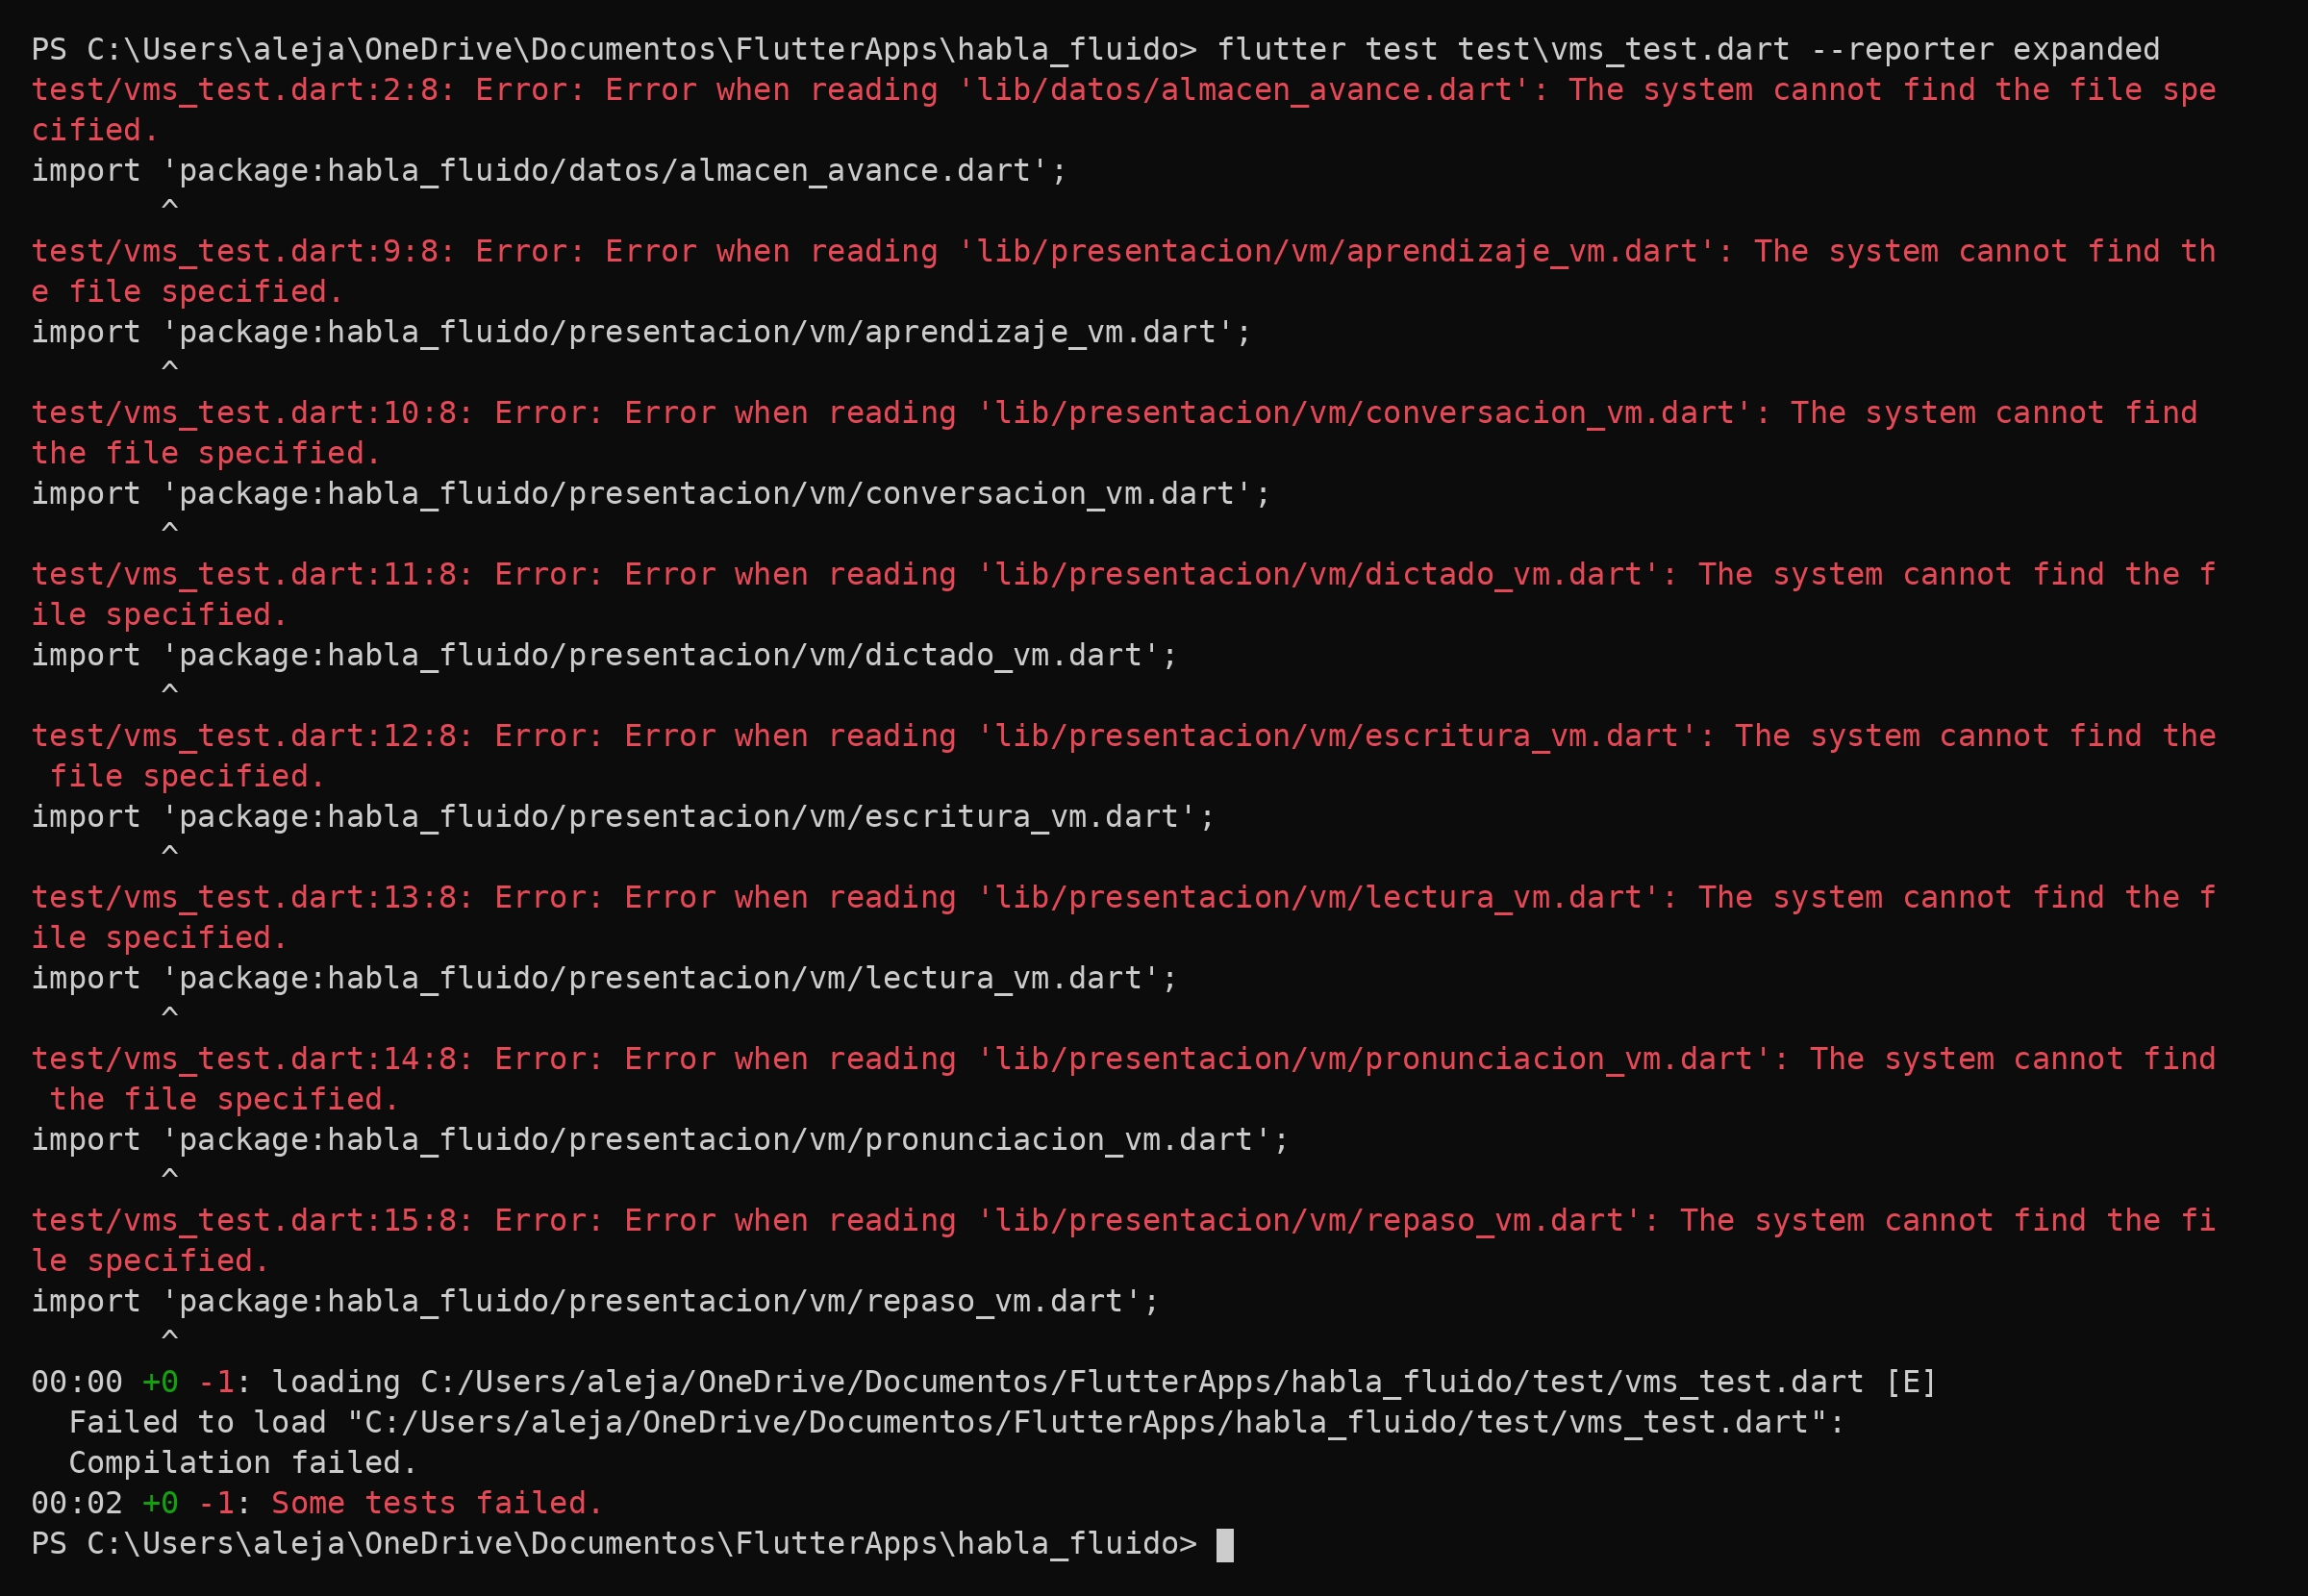 PS C:\Users\aleja\OneDrive\Documentos\FlutterApps\habla_fluido> flutter test test\vms_test.dart --reporter expanded
test/vms_test.dart:2:8: Error: Error when reading 'lib/datos/almacen_avance.dart': The system cannot find the file spe
cified.
import 'package:habla_fluido/datos/almacen_avance.dart';
       ^
test/vms_test.dart:9:8: Error: Error when reading 'lib/presentacion/vm/aprendizaje_vm.dart': The system cannot find th
e file specified.
import 'package:habla_fluido/presentacion/vm/aprendizaje_vm.dart';
       ^
test/vms_test.dart:10:8: Error: Error when reading 'lib/presentacion/vm/conversacion_vm.dart': The system cannot find
the file specified.
import 'package:habla_fluido/presentacion/vm/conversacion_vm.dart';
       ^
test/vms_test.dart:11:8: Error: Error when reading 'lib/presentacion/vm/dictado_vm.dart': The system cannot find the f
ile specified.
import 'package:habla_fluido/presentacion/vm/dictado_vm.dart';
       ^
test/vms_test.dart:12:8: Error: Error when reading 'lib/presentacion/vm/escritura_vm.dart': The system cannot find the
 file specified.
import 'package:habla_fluido/presentacion/vm/escritura_vm.dart';
       ^
test/vms_test.dart:13:8: Error: Error when reading 'lib/presentacion/vm/lectura_vm.dart': The system cannot find the f
ile specified.
import 'package:habla_fluido/presentacion/vm/lectura_vm.dart';
       ^
test/vms_test.dart:14:8: Error: Error when reading 'lib/presentacion/vm/pronunciacion_vm.dart': The system cannot find
 the file specified.
import 'package:habla_fluido/presentacion/vm/pronunciacion_vm.dart';
       ^
test/vms_test.dart:15:8: Error: Error when reading 'lib/presentacion/vm/repaso_vm.dart': The system cannot find the fi
le specified.
import 'package:habla_fluido/presentacion/vm/repaso_vm.dart';
       ^
00:00 +0 -1: loading C:/Users/aleja/OneDrive/Documentos/FlutterApps/habla_fluido/test/vms_test.dart [E]
  Failed to load "C:/Users/aleja/OneDrive/Documentos/FlutterApps/habla_fluido/test/vms_test.dart":
  Compilation failed.
00:02 +0 -1: Some tests failed.
PS C:\Users\aleja\OneDrive\Documentos\FlutterApps\habla_fluido>